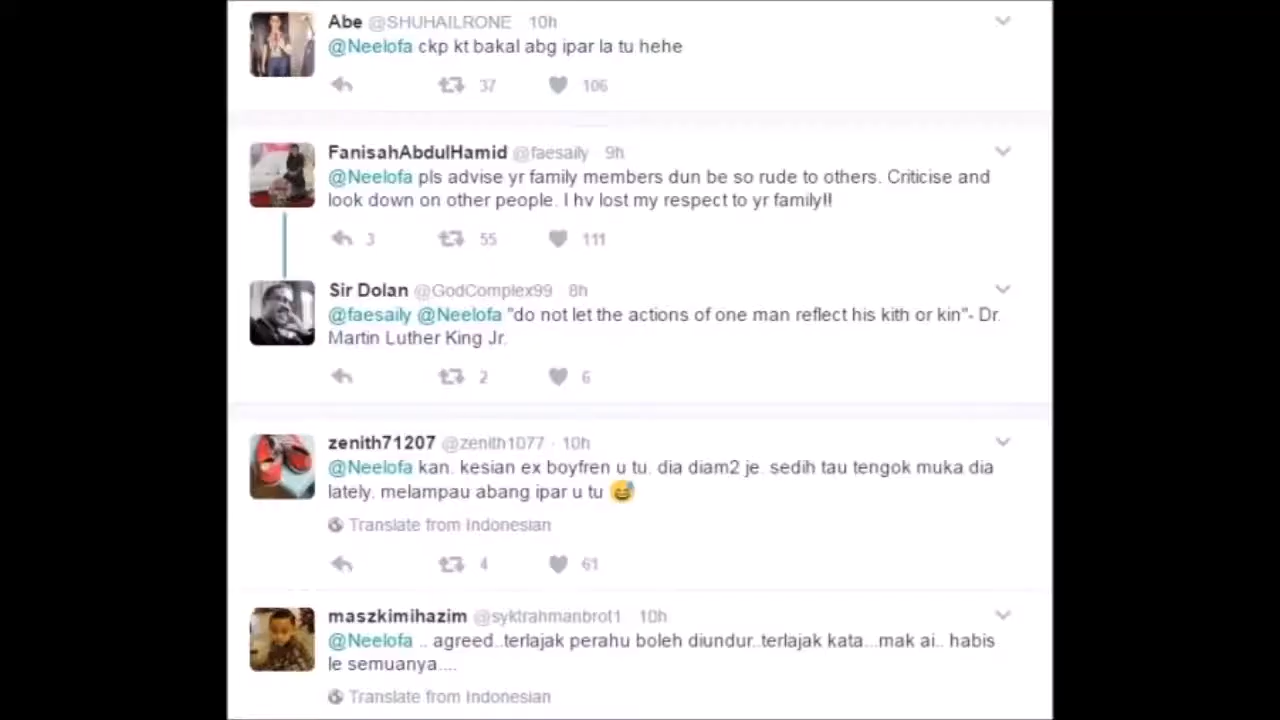 Abe @SHUHAILRONE 10h
@Neelofa ckp kt bakal abg ipar la tu hehe
37 106
FanisahAbdulHamid @faesaily 9h
@Neelofa pls advise yr family members dun be so rude to others. Criticise and
look down on other people. I hv lost my respect to yr family!!
3 55 111
Sir Dolan @GodComplex99 8h
@faesaily @Neelofa "do not let the actions of one man reflect his kith or kin"- Dr.
Martin Luther King Jr.
2 6
zenith71207 @zenith1077 · 10h
@Neelofa kan. kesian ex boyfren u tu. dia diam2 je. sedih tau tengok muka dia
lately. melampau abang ipar u tu 😅
Translate from Indonesian
4 61
maszkimihazim @syktrahmanbrot1 10h
@Neelofa .. agreed..terlajak perahu boleh diundur..terlajak kata...mak ai.. habis
le semuanya....
Translate from Indonesian